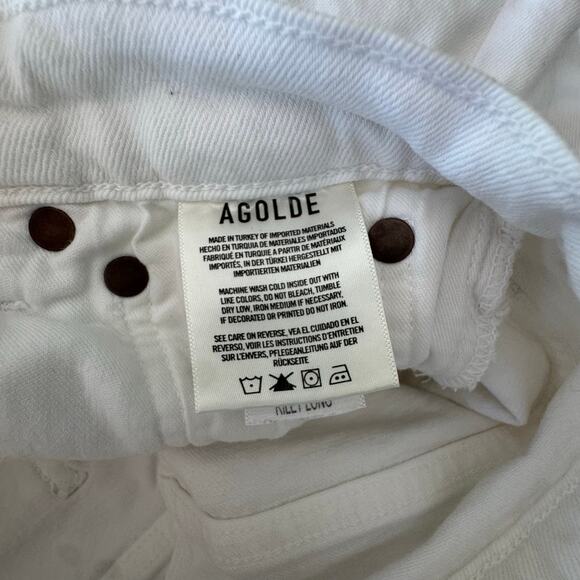 AGOLDE
MADE IN TURKEY OF IMPORTED MATERIALS
HECHO EN TURQUIA DE MATERIALES IMPORTADOS
FABRIQUÉ EN TURQUIE A PARTIR DE MATÉRIAUX
IMPORTÉS, IN DER TÜRKEI HERGESTELLT MIT
IMPORTIERTEN MATERIALIEN
MACHINE WASH COLD INSIDE OUT WITH
LIKE COLORS, DO NOT BLEACH, TUMBLE
DRY LOW, IRON MEDIUM IF NECESSARY.
IF DECORATED OR PRINTED DO NOT IRON.
SEE CARE ON REVERSE, VEA EL CUIDADO EN EL
REVERSO, VOIR LES INSTRUCTIONS D'ENTRETIEN
SUR L'ENVERS, PFLEGEANLEITUNG AUF DER
RÜCKSEITE
RILEY LONG